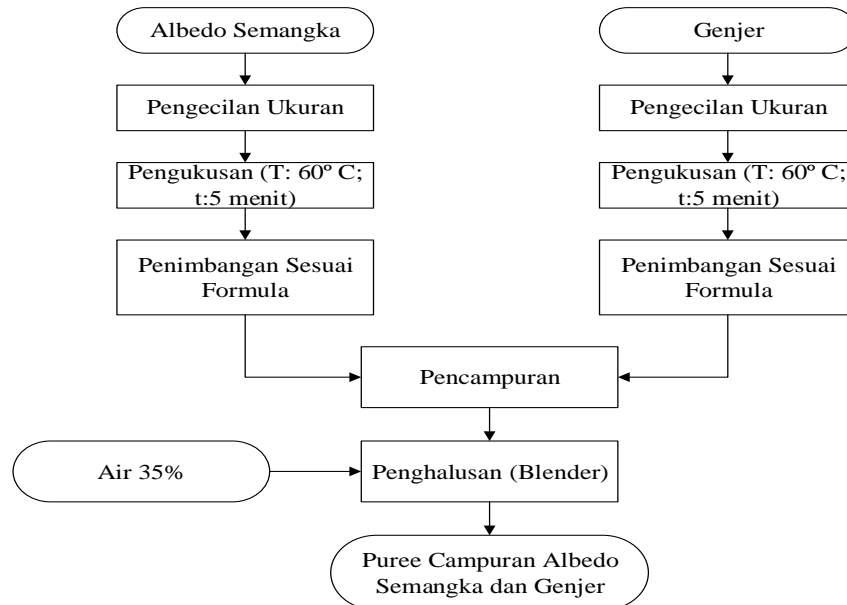 Albedo Semangka
Genjer
Pengecilan Ukuran
Pengecilan Ukuran
Pengukusan (T: 60º C;
t:5 menit)
Pengukusan (T: 60º C;
t:5 menit)
Penimbangan Sesuai
Formula
Penimbangan Sesuai
Formula
Pencampuran
Air 35%
Penghalusan (Blender)
Puree Campuran Albedo
Semangka dan Genjer